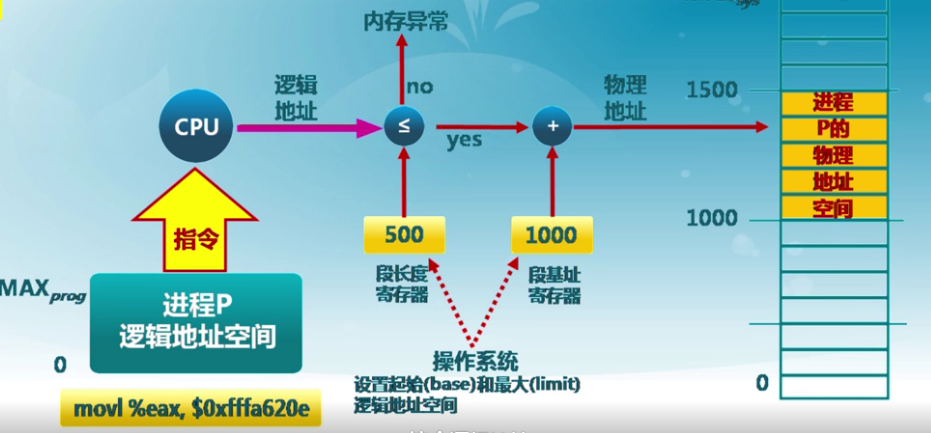 内存异常
逻辑
地址
no
物理
地址
1500
进程
P的
物理
地址
空间
CPU
≤
yes
+
1000
指令
500
1000
段长度
寄存器
段基址
寄存器
MAXprog
进程P
逻辑地址空间
0
操作系统
设置起始(base)和最大(limit)
逻辑地址空间
0
movl %eax, $0xfffa620e